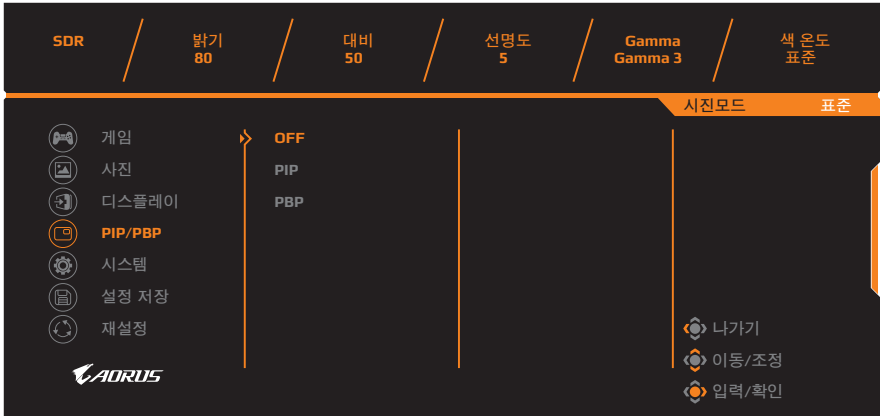 SDR
밝기
80
대비
50
선명도
5
Gamma
Gamma 3
색 온도
표준
시진모드 표준
게임
사진
디스플레이
PIP/PBP
시스템
설정 저장
재설정
OFF
PIP
PBP
나가기
이동/조정
입력/확인
AORUS